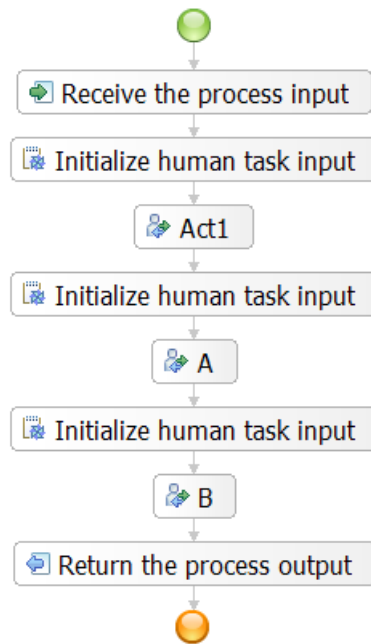 Receive the process input
Initialize human task input
Act1
Initialize human task input
A
Initialize human task input
B
Return the process output